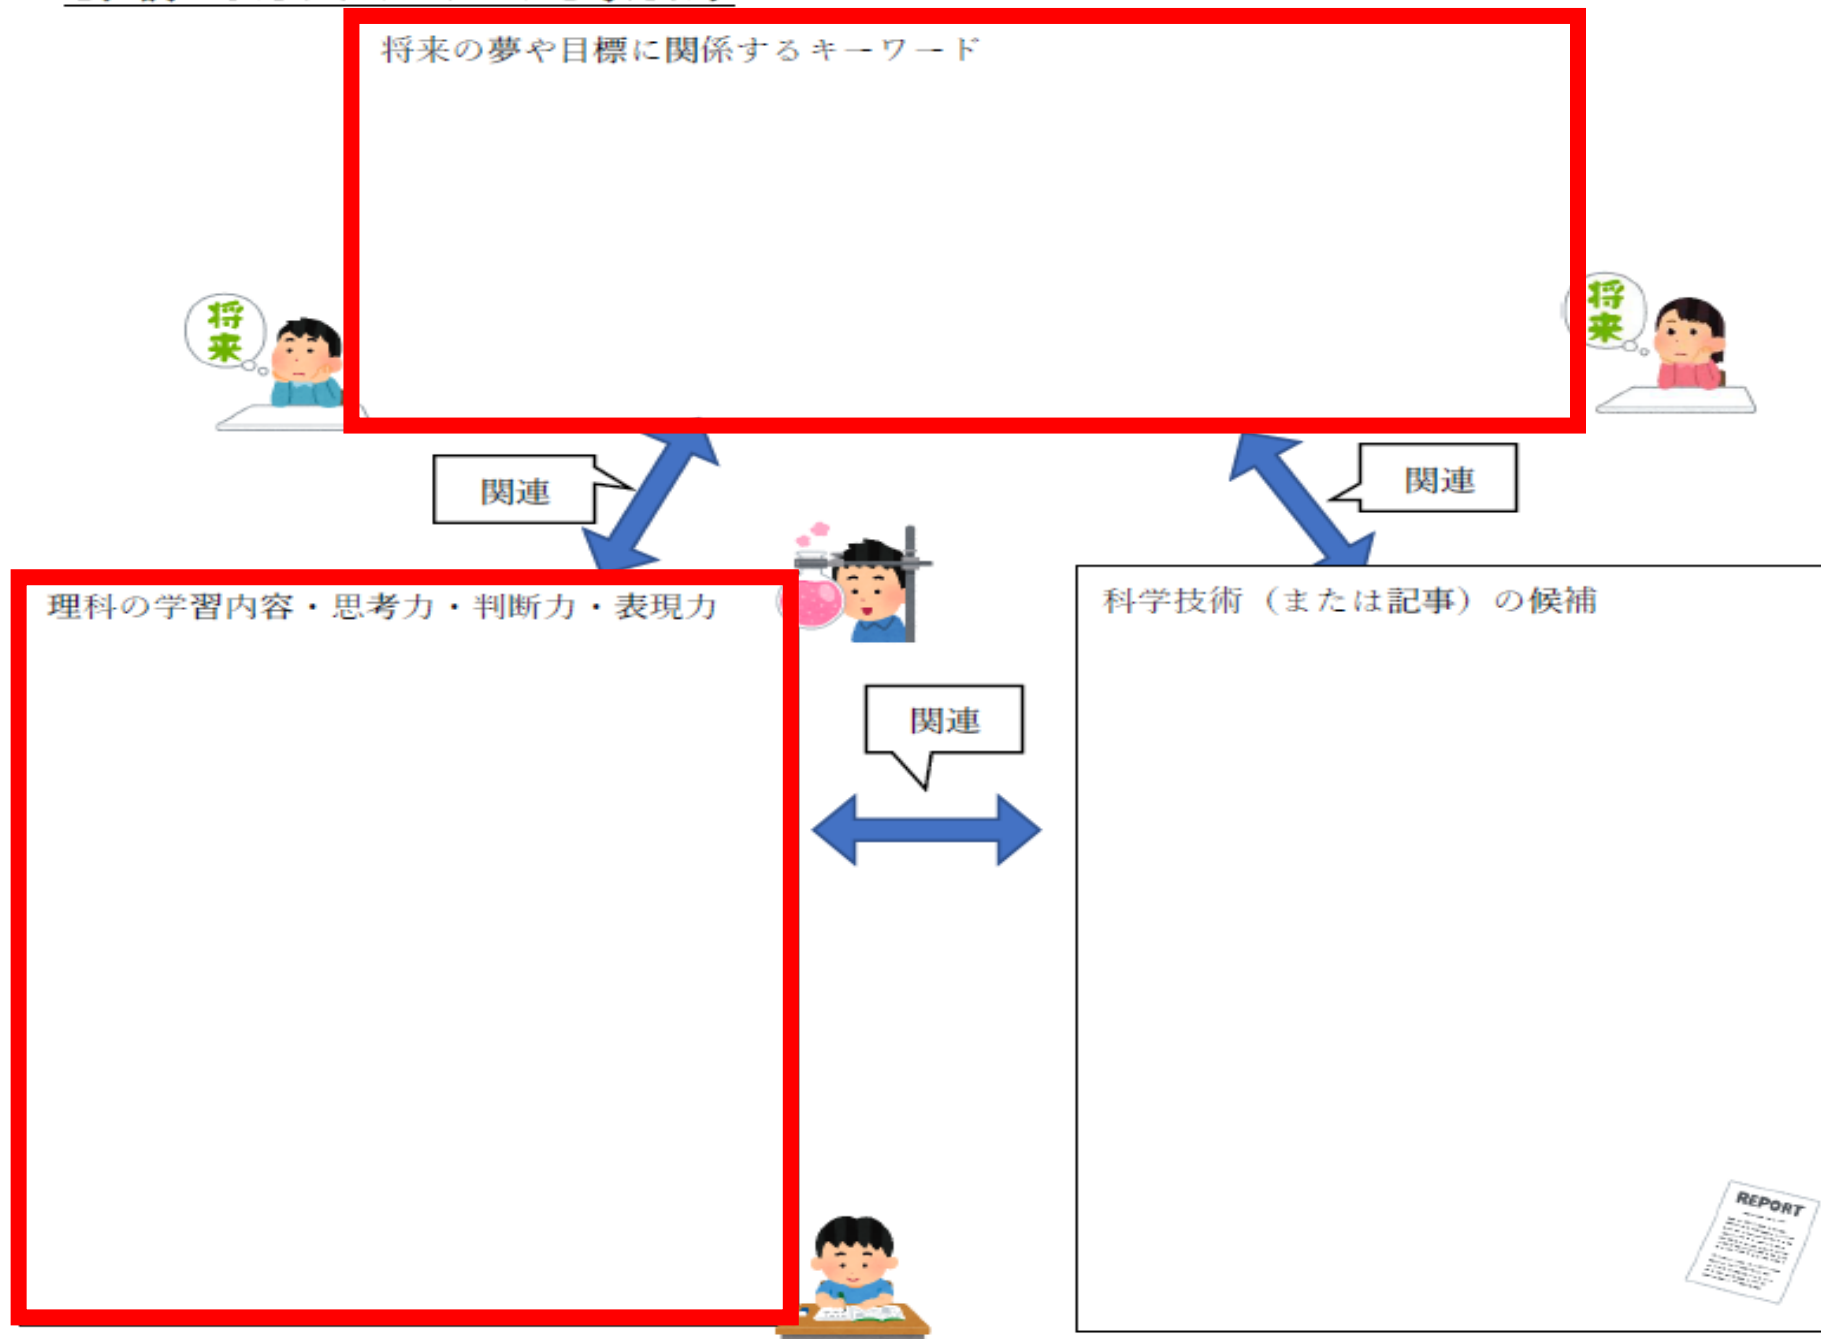 将来の夢や目標に関係するキーワード
将来
将来
関連
関連
理科の学習内容・思考力・判断力・表現力
科学技術（または記事）の候補
関連
REPORT